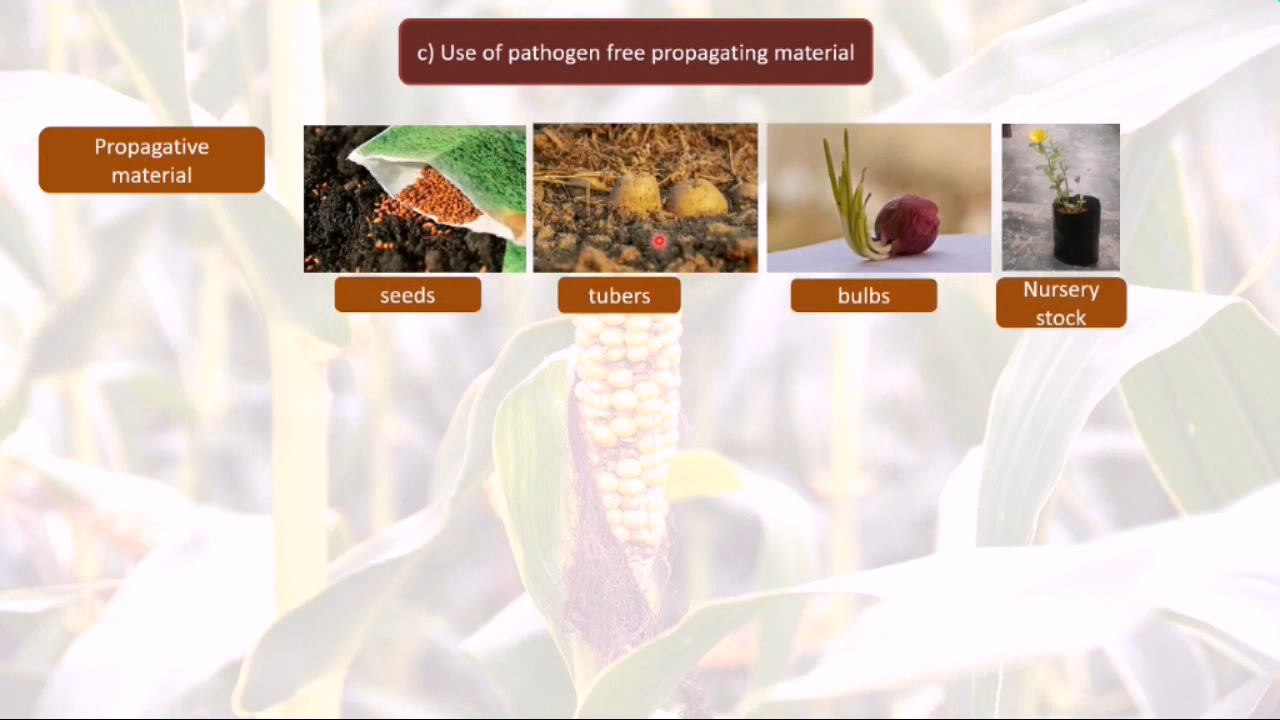 c) Use of pathogen free propagating material
Propagative
material
seeds
tubers
bulbs
Nursery
stock